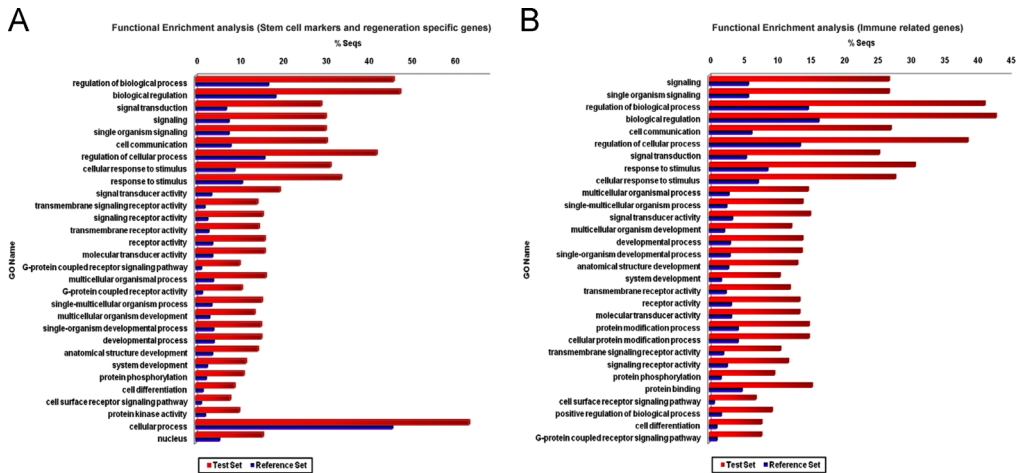 A
Functional Enrichment analysis (Stem cell markers and regeneration specific genes)
% Seqs
0 10 20 30 40 50 60
regulation of biological process
biological regulation
signal transduction
signaling
single organism signaling
cell communication
regulation of cellular process
cellular response to stimulus
response to stimulus
signal transducer activity
transmembrane signaling receptor activity
signaling receptor activity
transmembrane receptor activity
receptor activity
molecular transducer activity
G-protein coupled receptor signaling pathway
multicellular organismal process
G-protein coupled receptor activity
single-multicellular organism process
multicellular organism development
single-organism developmental process
developmental process
anatomical structure development
system development
protein phosphorylation
cell differentiation
cell surface receptor signaling pathway
protein kinase activity
cellular process
nucleus
GO Name
Test Set Reference Set
B
Functional Enrichment analysis (Immune related genes)
% Seqs
0 5 10 15 20 25 30 35 40 45
signaling
single organism signaling
regulation of biological process
biological regulation
cell communication
regulation of cellular process
signal transduction
response to stimulus
cellular response to stimulus
multicellular organismal process
single-multicellular organism process
signal transducer activity
multicellular organism development
developmental process
single-organism developmental process
anatomical structure development
system development
transmembrane receptor activity
receptor activity
molecular transducer activity
protein modification process
cellular protein modification process
transmembrane signaling receptor activity
signaling receptor activity
protein phosphorylation
protein binding
cell surface receptor signaling pathway
positive regulation of biological process
cell differentiation
G-protein coupled receptor signaling pathway
GO Name
Test Set Reference Set